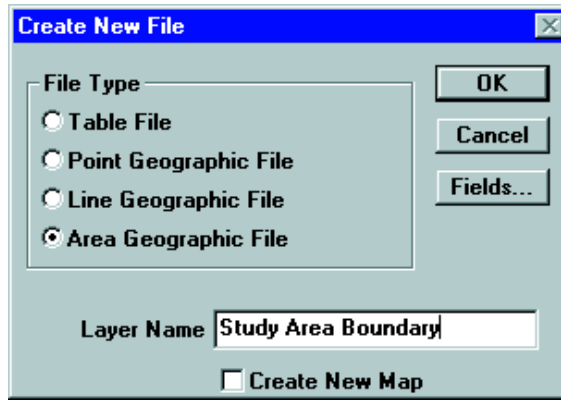 Create New File
File Type
Table File
Point Geographic File
Line Geographic File
Area Geographic File
OK
Cancel
Fields...
Layer Name Study Area Boundary
Create New Map